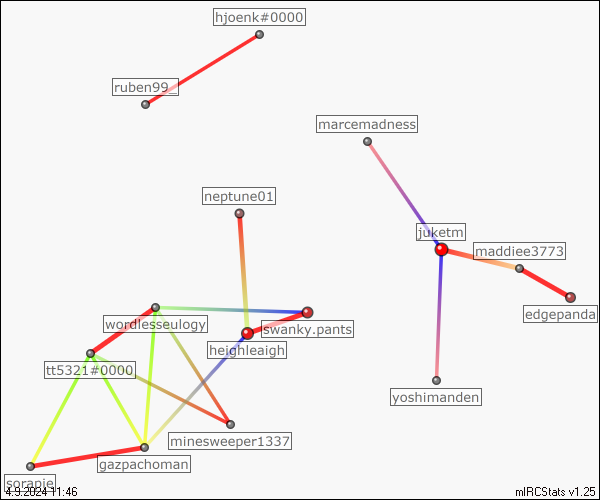 hjoenk#0000
ruben99_
marcemadness
neptune01
juketm
maddiee3773
edgepanda
wordlesseulogy
swanky.pants
heighleaigh
tt5321#0000
yoshimanden
minesweeper1337
gazpachoman
sorapie
4.9.2024 11:46
mIRCStats v1.25